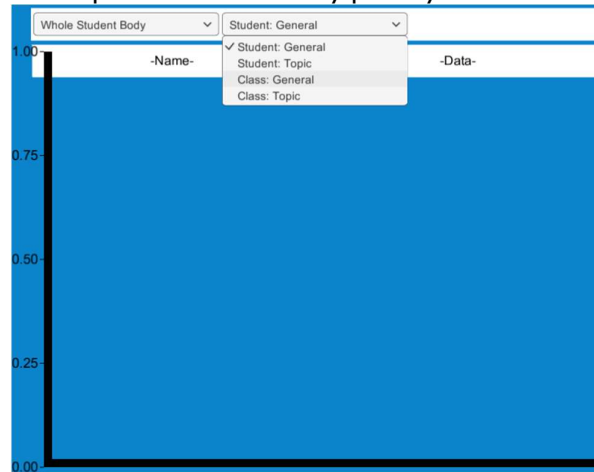 Whole Student Body Student: General
✓ Student: General
Student: Topic
Class: General
Class: Topic
-Name- -Data-
1.00-
0.75-
0.50-
0.25-
0.00-